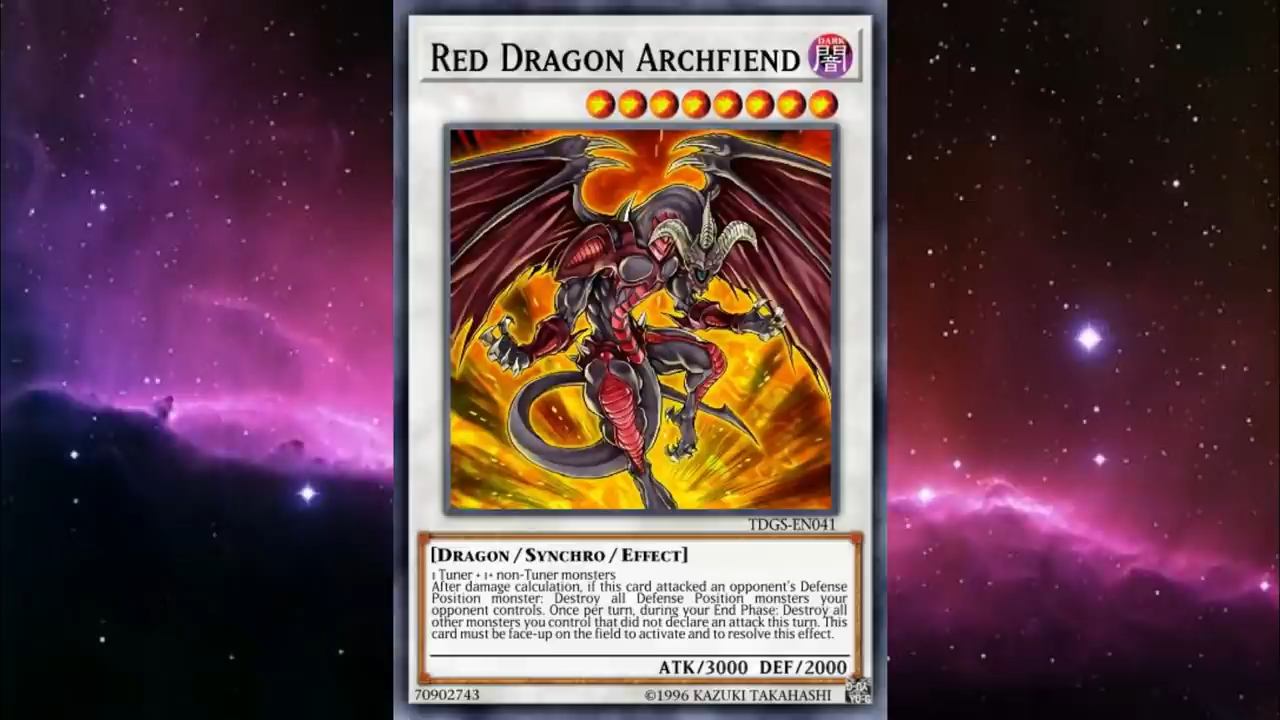 RED DRAGON ARCHFIEND
DARK
闇
TDGS-EN041
[DRAGON / SYNCHRO / EFFECT]
1 Tuner + 1+ non-Tuner monsters
After damage calculation, if this card attacked an opponent's Defense
Position monster: Destroy all Defense Position monsters your
opponent controls. Once per turn, during your End Phase: Destroy all
other monsters you control that did not declare an attack this turn. This
card must be face-up on the field to activate and to resolve this effect.
ATK/3000 DEF/2000
70902743
©1996 KAZUKI TAKAHASHI